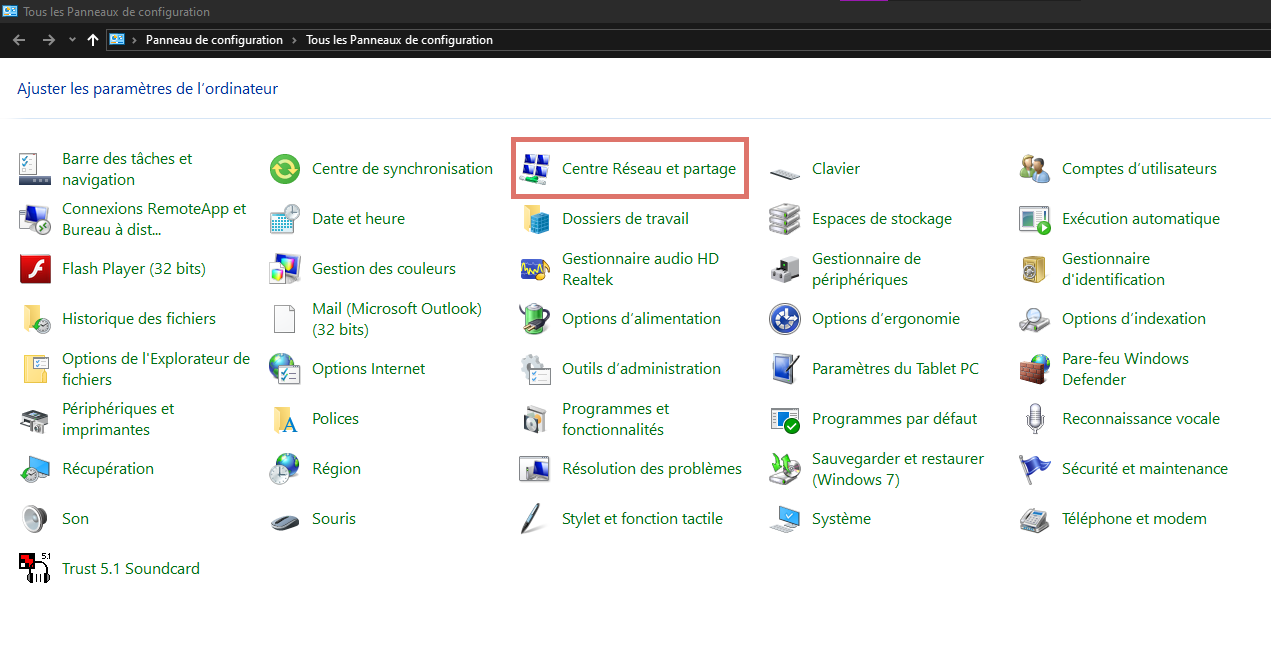 Tous les Panneaux de configuration
Panneau de configuration
Tous les Panneaux de configuration
Ajuster les paramètres de l’ordinateur
Barre des tâches et
navigation
Centre de synchronisation
Centre Réseau et partage
Clavier
Comptes d’utilisateurs
Connexions RemoteApp et
Bureau à dist...
Date et heure
Dossiers de travail
Espaces de stockage
Exécution automatique
Flash Player (32 bits)
Gestion des couleurs
Gestionnaire audio HD
Realtek
Gestionnaire de
périphériques
Gestionnaire
d'identification
Historique des fichiers
Mail (Microsoft Outlook)
(32 bits)
Options d’alimentation
Options d’ergonomie
Options d’indexation
Options de l'Explorateur de
fichiers
Options Internet
Outils d’administration
Paramètres du Tablet PC
Pare-feu Windows
Defender
Périphériques et
imprimantes
Polices
Programmes et
fonctionnalités
Programmes par défaut
Reconnaissance vocale
Récupération
Région
Résolution des problèmes
Sauvegarder et restaurer
(Windows 7)
Sécurité et maintenance
Son
Souris
Stylet et fonction tactile
Système
Téléphone et modem
5.1
Trust 5.1 Soundcard